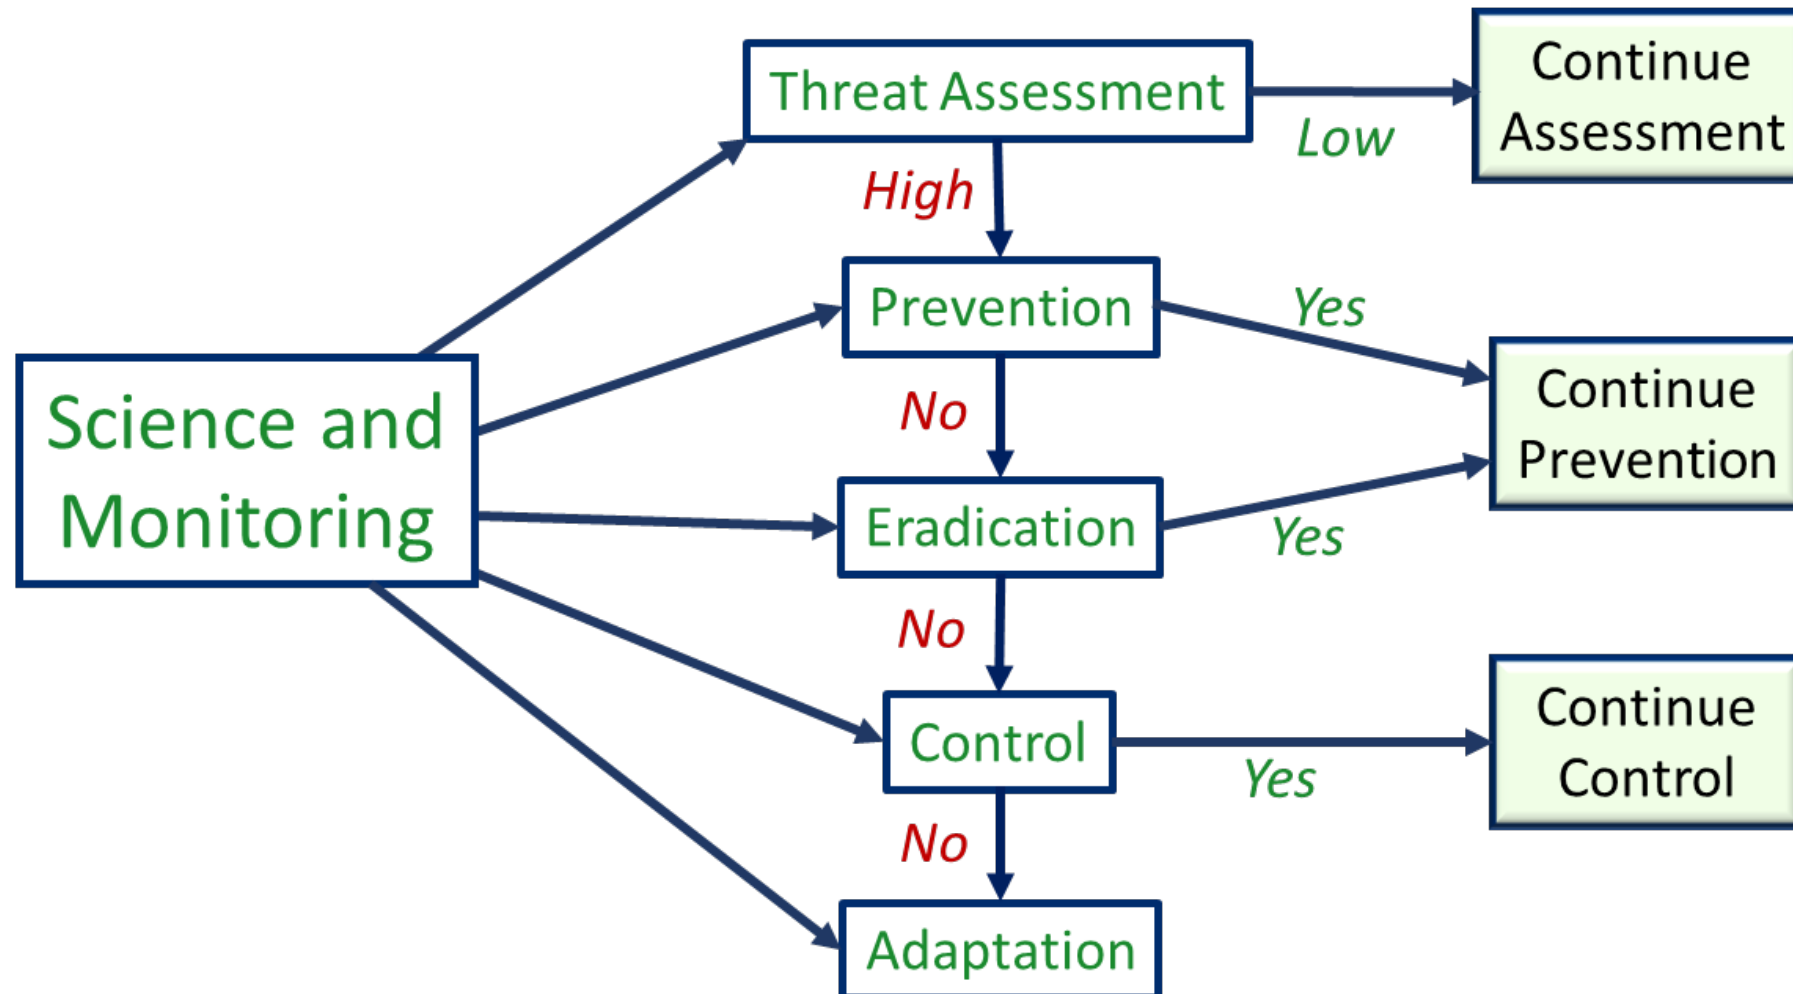 Threat Assessment
Low
Continue
Assessment
High
Prevention
Yes
Continue
Prevention
No
Science and
Monitoring
Eradication
Yes
No
Control
Yes
Continue
Control
No
Adaptation